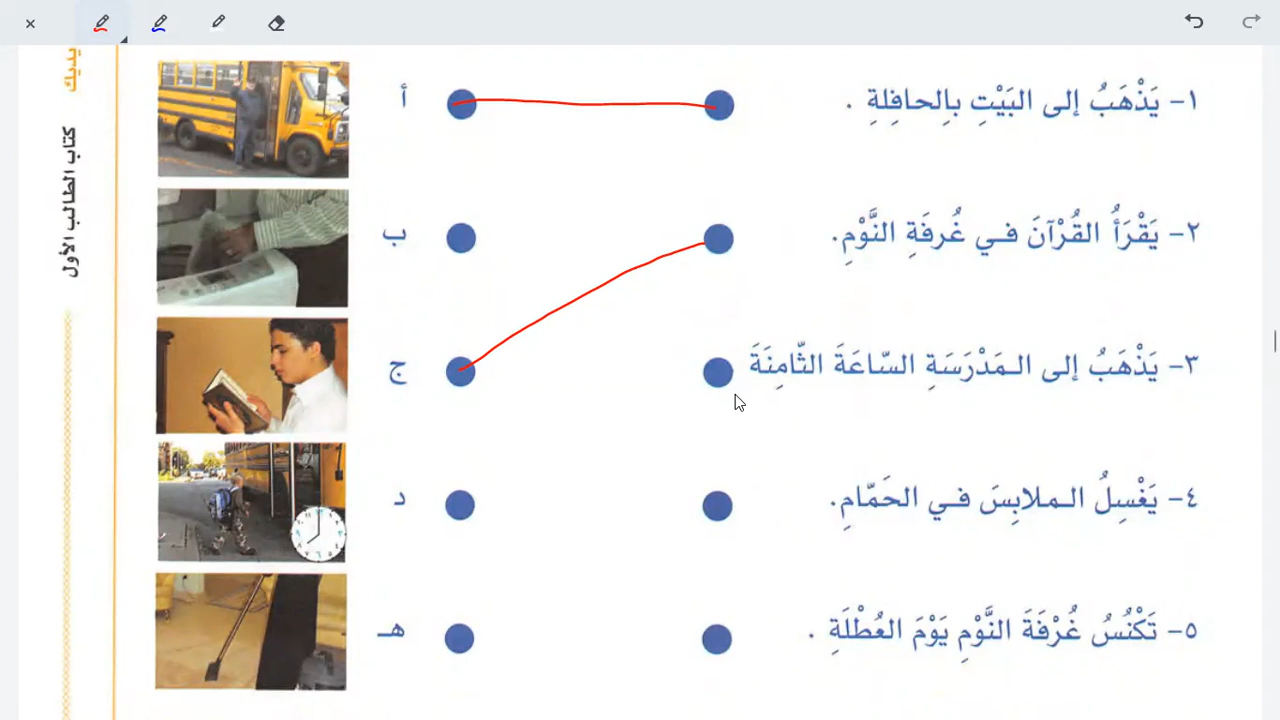 ١- يَذْهَبُ إلى البَيْتِ بِالحافِلةِ .
أ
٢- يَقْرَأُ القُرْآنَ في غُرفَةِ النَّوْمِ.
ب
٣- يَذْهَبُ إلى المَدْرَسَةِ السّاعَةَ الثّامِنَةَ
ج
٤- يَغْسِلُ الملابِسَ في الحَمّامِ.
د
٥- تَكْنُسُ غُرْفَةَ النَّوْمِ يَوْمَ العُطْلَةِ .
هـ
يديك
كتاب الطالب الأول